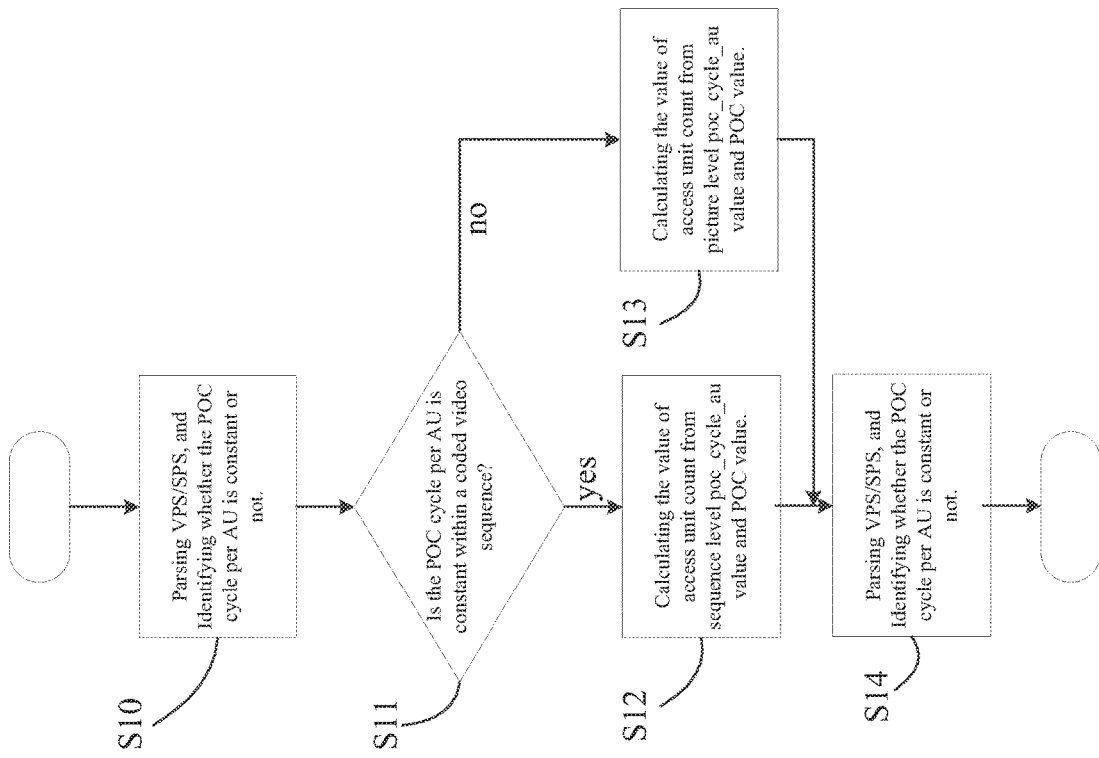 S10
Parsing VPS/SPS, and
Identifying whether the POC
cycle per AU is constant or
not.
S11
Is the POC cycle per AU is
constant within a coded video
sequence?
no
yes
S12
Calculating the value of
access unit count from
sequence level poc_cycle_au
value and POC value.
S13
Calculating the value of
access unit count from
picture level poc_cycle_au
value and POC value.
S14
Parsing VPS/SPS, and
Identifying whether the POC
cycle per AU is constant or
not.